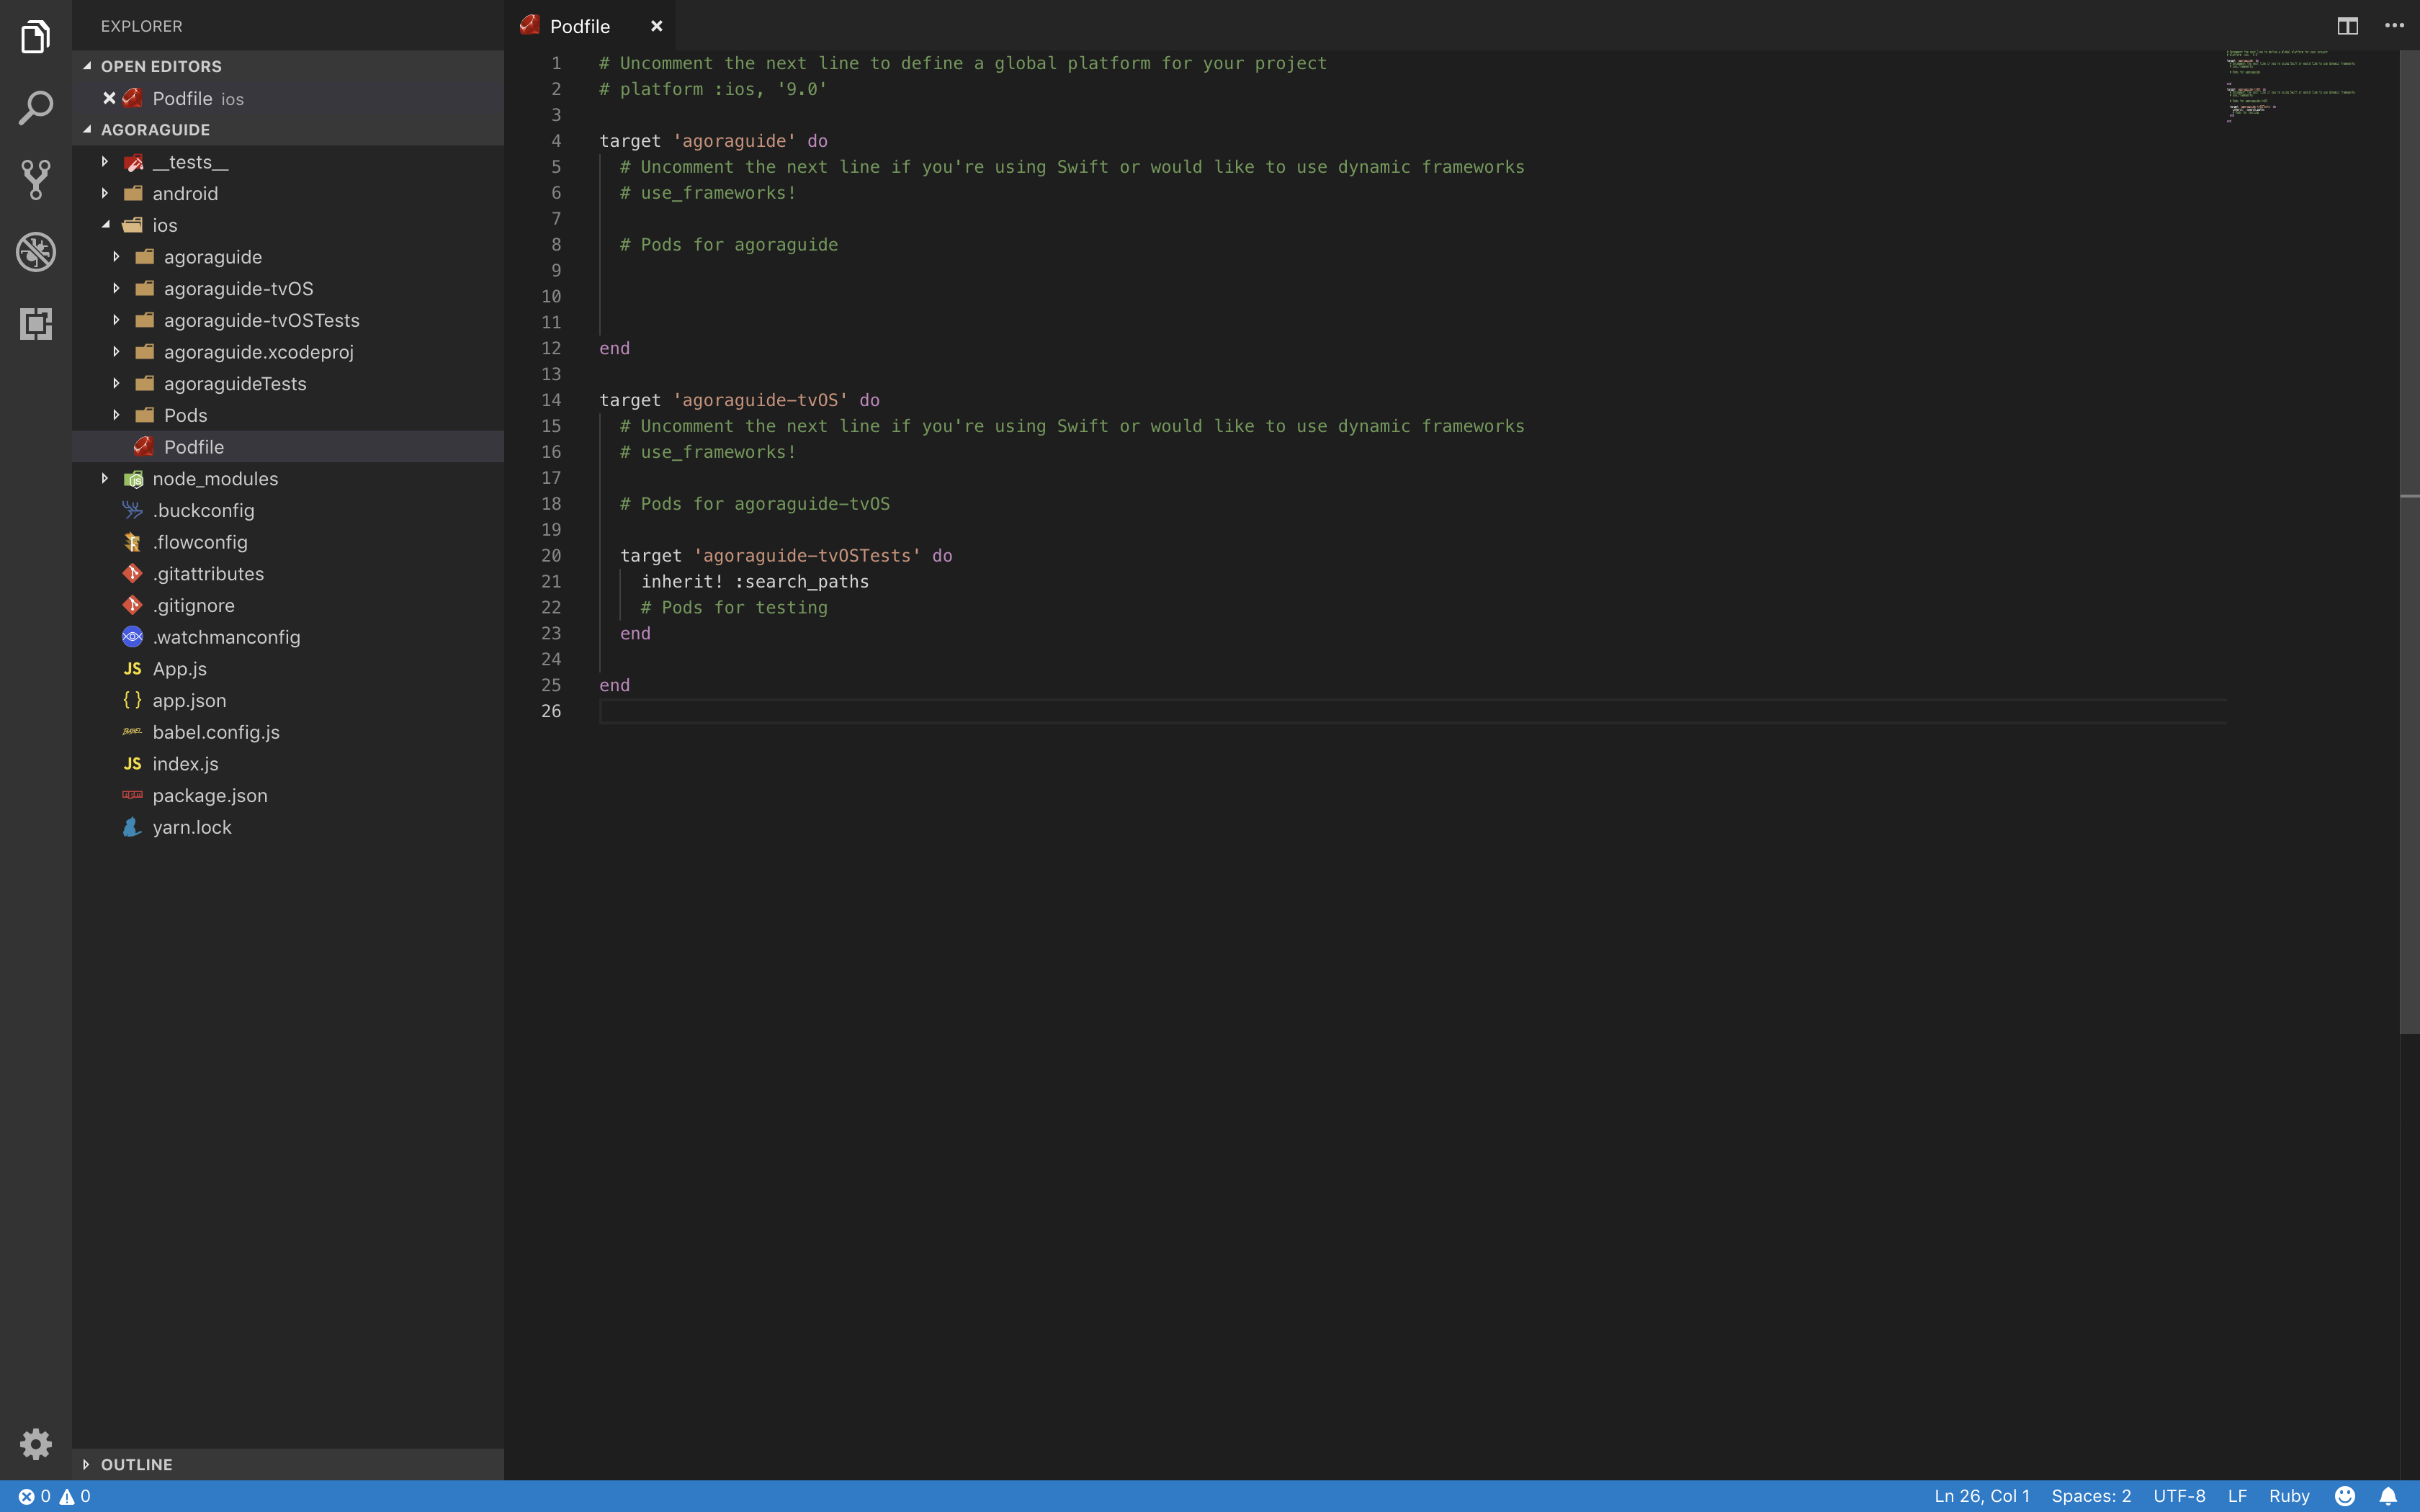 EXPLORER
OPEN EDITORS
Podfile ios
AGORAGUIDE
__tests__
android
ios
agoraguide
agoraguide-tvOS
agoraguide-tvOSTests
agoraguide.xcodeproj
agoraguideTests
Pods
Podfile
node_modules
.buckconfig
.flowconfig
.gitattributes
.gitignore
.watchmanconfig
JS App.js
{ } app.json
babel.config.js
JS index.js
package.json
yarn.lock
OUTLINE
Podfile
1 # Uncomment the next line to define a global platform for your project
2 # platform :ios, '9.0'
3
4 target 'agoraguide' do
5 # Uncomment the next line if you're using Swift or would like to use dynamic frameworks
6 # use_frameworks!
7
8 # Pods for agoraguide
9
10
11
12 end
13
14 target 'agoraguide-tvOS' do
15 # Uncomment the next line if you're using Swift or would like to use dynamic frameworks
16 # use_frameworks!
17
18 # Pods for agoraguide-tvOS
19
20 target 'agoraguide-tvOSTests' do
21 inherit! :search_paths
22 # Pods for testing
23 end
24
25 end
26
0 0 Ln 26, Col 1 Spaces: 2 UTF-8 LF Ruby